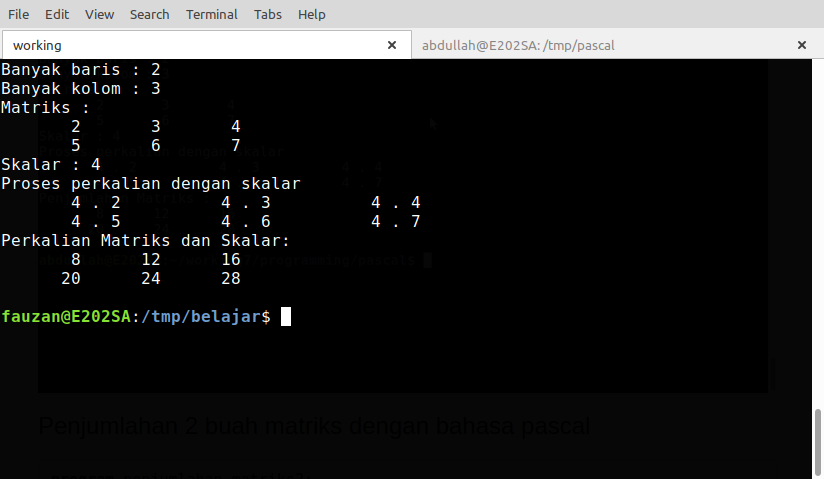 File Edit View Search Terminal Tabs Help
working × abdullah@E202SA: /tmp/pascal ×
Banyak baris : 2
Banyak kolom : 3
Matriks :
2 3 4
5 6 7
Skalar : 4
Proses perkalian dengan skalar
4 . 2 4 . 3 4 . 4
4 . 5 4 . 6 4 . 7
Perkalian Matriks dan Skalar:
8 12 16
20 24 28
fauzan@E202SA:/tmp/belajar$
Penjumlahan 2 buah matriks dengan bahasa pascal